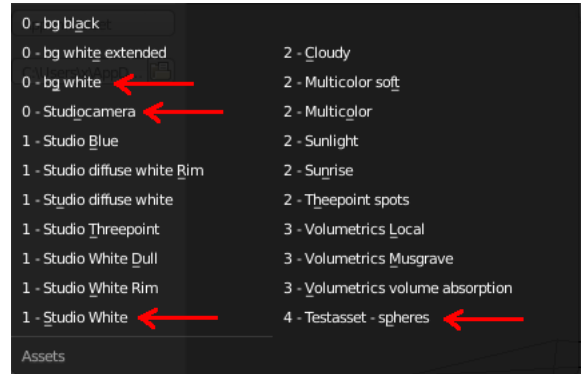 0 - bg black
0 - bg white extended
0 - bg white
0 - Studiocamera
1 - Studio Blue
1 - Studio diffuse white Rim
1 - Studio diffuse white
1 - Studio Threepoint
1 - Studio White Dull
1 - Studio White Rim
1 - Studio White
2 - Cloudy
2 - Multicolor soft
2 - Multicolor
2 - Sunlight
2 - Sunrise
2 - Theepoint spots
3 - Volumetrics Local
3 - Volumetrics Musgrave
3 - Volumetrics volume absorption
4 - Testasset - spheres
Assets